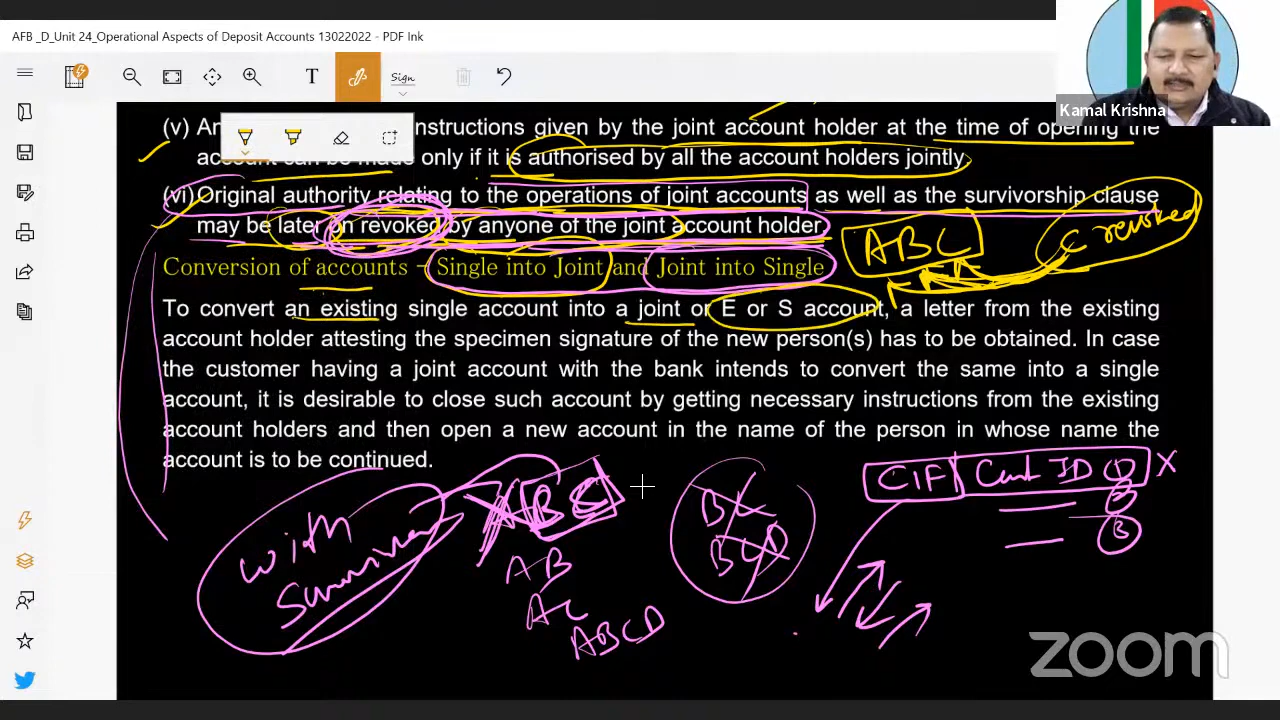 AFB _D_Unit 24_Operational Aspects of Deposit Accounts 13022022 - PDF Ink
T
Sign
Kamal Krishna
(v) An nstructions given by the joint account holder at the time of opening the
account can be made only if it is authorised by all the account holders jointly.
(vi) Original authority relating to the operations of joint accounts as well as the survivorship clause
may be later on revoked by anyone of the joint account holder.
ABC
C revoked
Conversion of accounts – Single into Joint and Joint into Single
To convert an existing single account into a joint or E or S account, a letter from the existing
account holder attesting the specimen signature of the new person(s) has to be obtained. In case
the customer having a joint account with the bank intends to convert the same into a single
account, it is desirable to close such account by getting necessary instructions from the existing
account holders and then open a new account in the name of the person in whose name the
account is to be continued.
CIF Cust ID
X
BC
B
with
BCD
AB
AC
ABCD
zoom